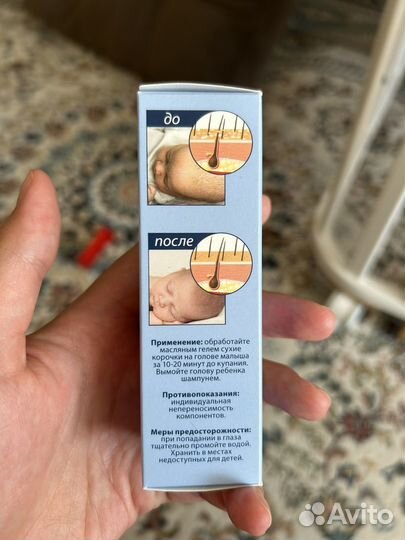 до
после
Применение: обработайте
масляным гелем сухие
корочки на голове малыша
за 10-20 минут до купания.
Вымойте голову ребенка
шампунем.
Противопоказания:
индивидуальная
непереносимость
компонентов.
Меры предосторожности:
при попадании в глаза
тщательно промойте водой.
Хранить в местах
недоступных для детей.
Avito